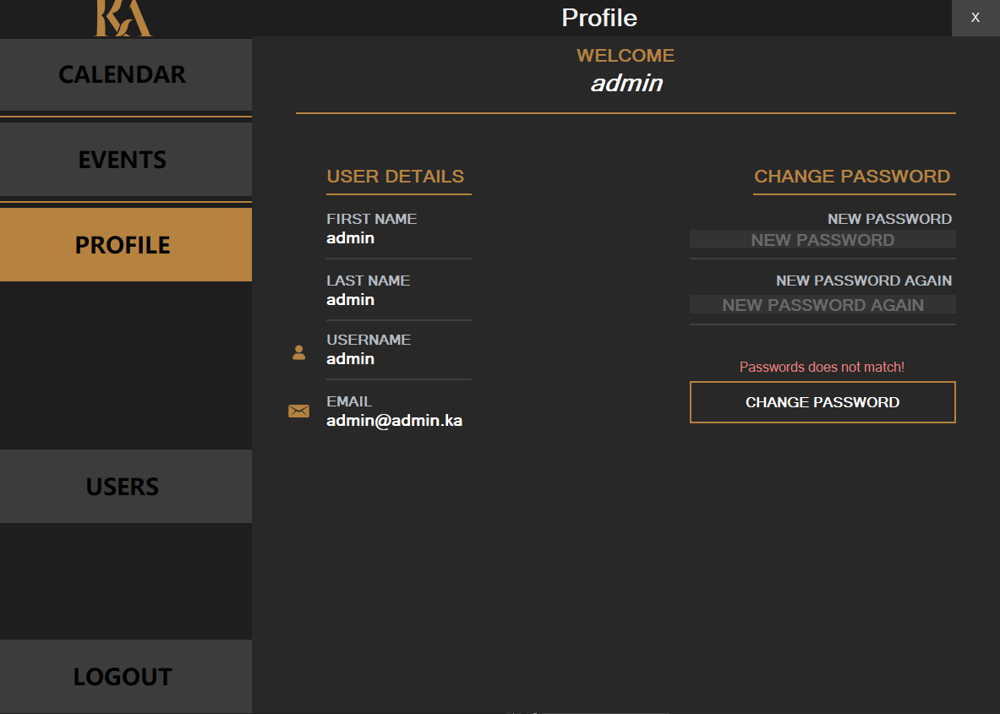 KA
Profile
X
CALENDAR
EVENTS
PROFILE
USERS
LOGOUT
WELCOME
admin
USER DETAILS
FIRST NAME
admin
LAST NAME
admin
USERNAME
admin
EMAIL
admin@admin.ka
CHANGE PASSWORD
NEW PASSWORD
NEW PASSWORD
NEW PASSWORD AGAIN
NEW PASSWORD AGAIN
Passwords does not match!
CHANGE PASSWORD